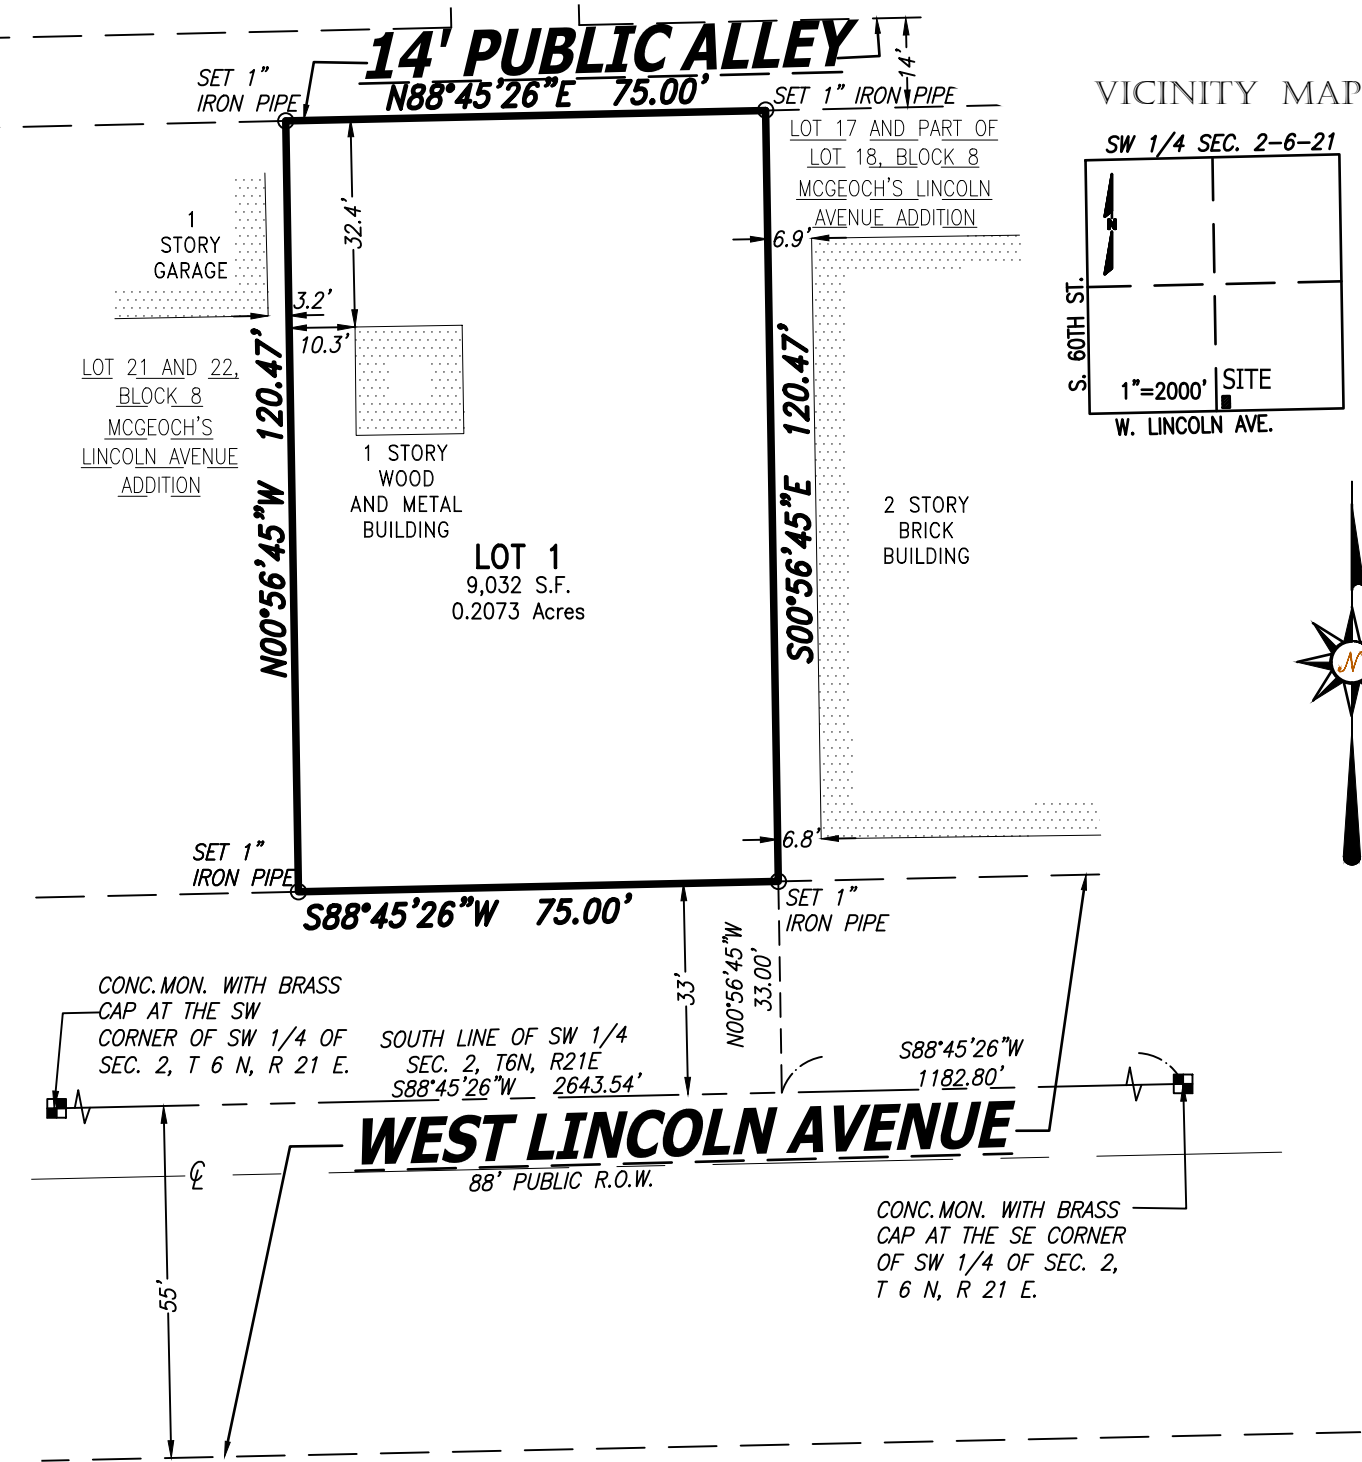 14' PUBLIC ALLEY
14'
SET 1"
IRON PIPE
N88°45'26"E 75.00'
SET 1" IRON PIPE
LOT 17 AND PART OF
LOT 18, BLOCK 8
MCGEOCH'S LINCOLN
AVENUE ADDITION
VICINITY MAP
SW 1/4 SEC. 2-6-21
N
S. 60TH ST.
1"=2000'
SITE
W. LINCOLN AVE.
1
STORY
GARAGE
32.4'
6.9'
3.2'
10.3'
LOT 21 AND 22,
BLOCK 8
MCGEOCH'S
LINCOLN AVENUE
ADDITION
N00°56'45"W 120.47'
S00°56'45"E 120.47'
1 STORY
WOOD
AND METAL
BUILDING
LOT 1
9,032 S.F.
0.2073 Acres
2 STORY
BRICK
BUILDING
N
6.8'
SET 1"
IRON PIPE
S88°45'26"W 75.00'
SET 1"
IRON PIPE
33'
N00°56'45"W
33.00'
CONC.MON. WITH BRASS
CAP AT THE SW
CORNER OF SW 1/4 OF
SEC. 2, T 6 N, R 21 E.
SOUTH LINE OF SW 1/4
SEC. 2, T6N, R21E
S88°45'26"W 2643.54'
S88°45'26"W
1182.80'
WEST LINCOLN AVENUE
88' PUBLIC R.O.W.
CL
55'
CONC.MON. WITH BRASS
CAP AT THE SE CORNER
OF SW 1/4 OF SEC. 2,
T 6 N, R 21 E.